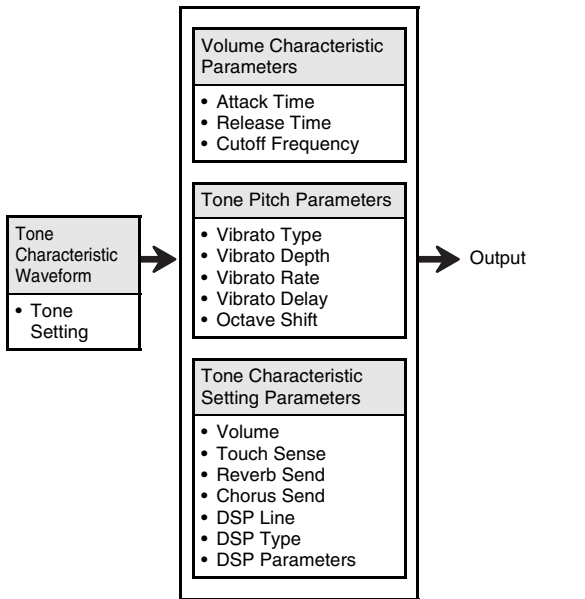 Tone
Characteristic
Waveform
• Tone
Setting
Volume Characteristic
Parameters
• Attack Time
• Release Time
• Cutoff Frequency
Tone Pitch Parameters
• Vibrato Type
• Vibrato Depth
• Vibrato Rate
• Vibrato Delay
• Octave Shift
Tone Characteristic
Setting Parameters
• Volume
• Touch Sense
• Reverb Send
• Chorus Send
• DSP Line
• DSP Type
• DSP Parameters
Output